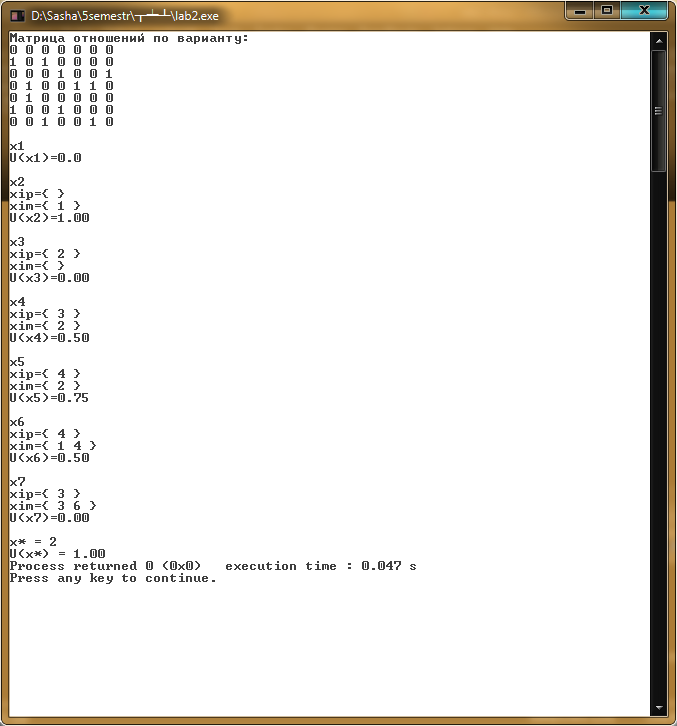 D:\Sasha\5semestr\┬┴┴\lab2.exe
Матрица отношений по варианту:
0 0 0 0 0 0 0
1 0 1 0 0 0 0
0 0 0 1 0 0 1
0 1 0 0 1 1 0
0 1 0 0 0 0 0
1 0 0 1 0 0 0
0 0 1 0 0 1 0
x1
U(x1)=0.0
x2
xip={ }
xim={ 1 }
U(x2)=1.00
x3
xip={ 2 }
xim={ }
U(x3)=0.00
x4
xip={ 3 }
xim={ 2 }
U(x4)=0.50
x5
xip={ 4 }
xim={ 2 }
U(x5)=0.75
x6
xip={ 4 }
xim={ 1 4 }
U(x6)=0.50
x7
xip={ 3 }
xim={ 3 6 }
U(x7)=0.00
x* = 2
U(x*) = 1.00
Process returned 0 (0x0)   execution time : 0.047 s
Press any key to continue.